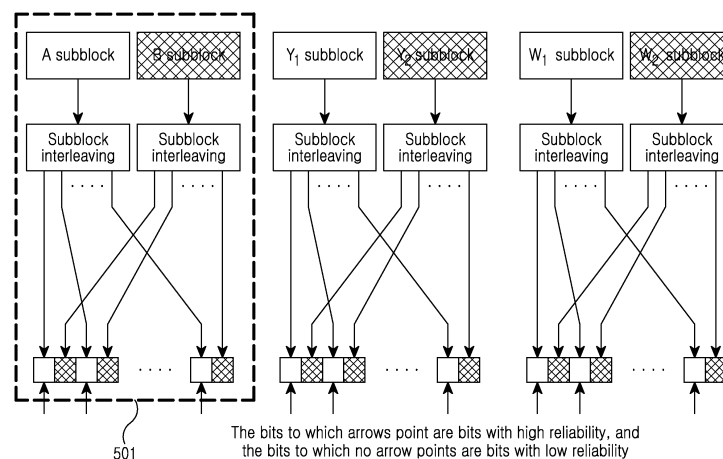 A subblock B subblock Y1 subblock Y2 subblock W1 subblock W2 subblock
Subblock interleaving Subblock interleaving Subblock interleaving Subblock interleaving Subblock interleaving Subblock interleaving
501
The bits to which arrows point are bits with high reliability, and
the bits to which no arrow points are bits with low reliability